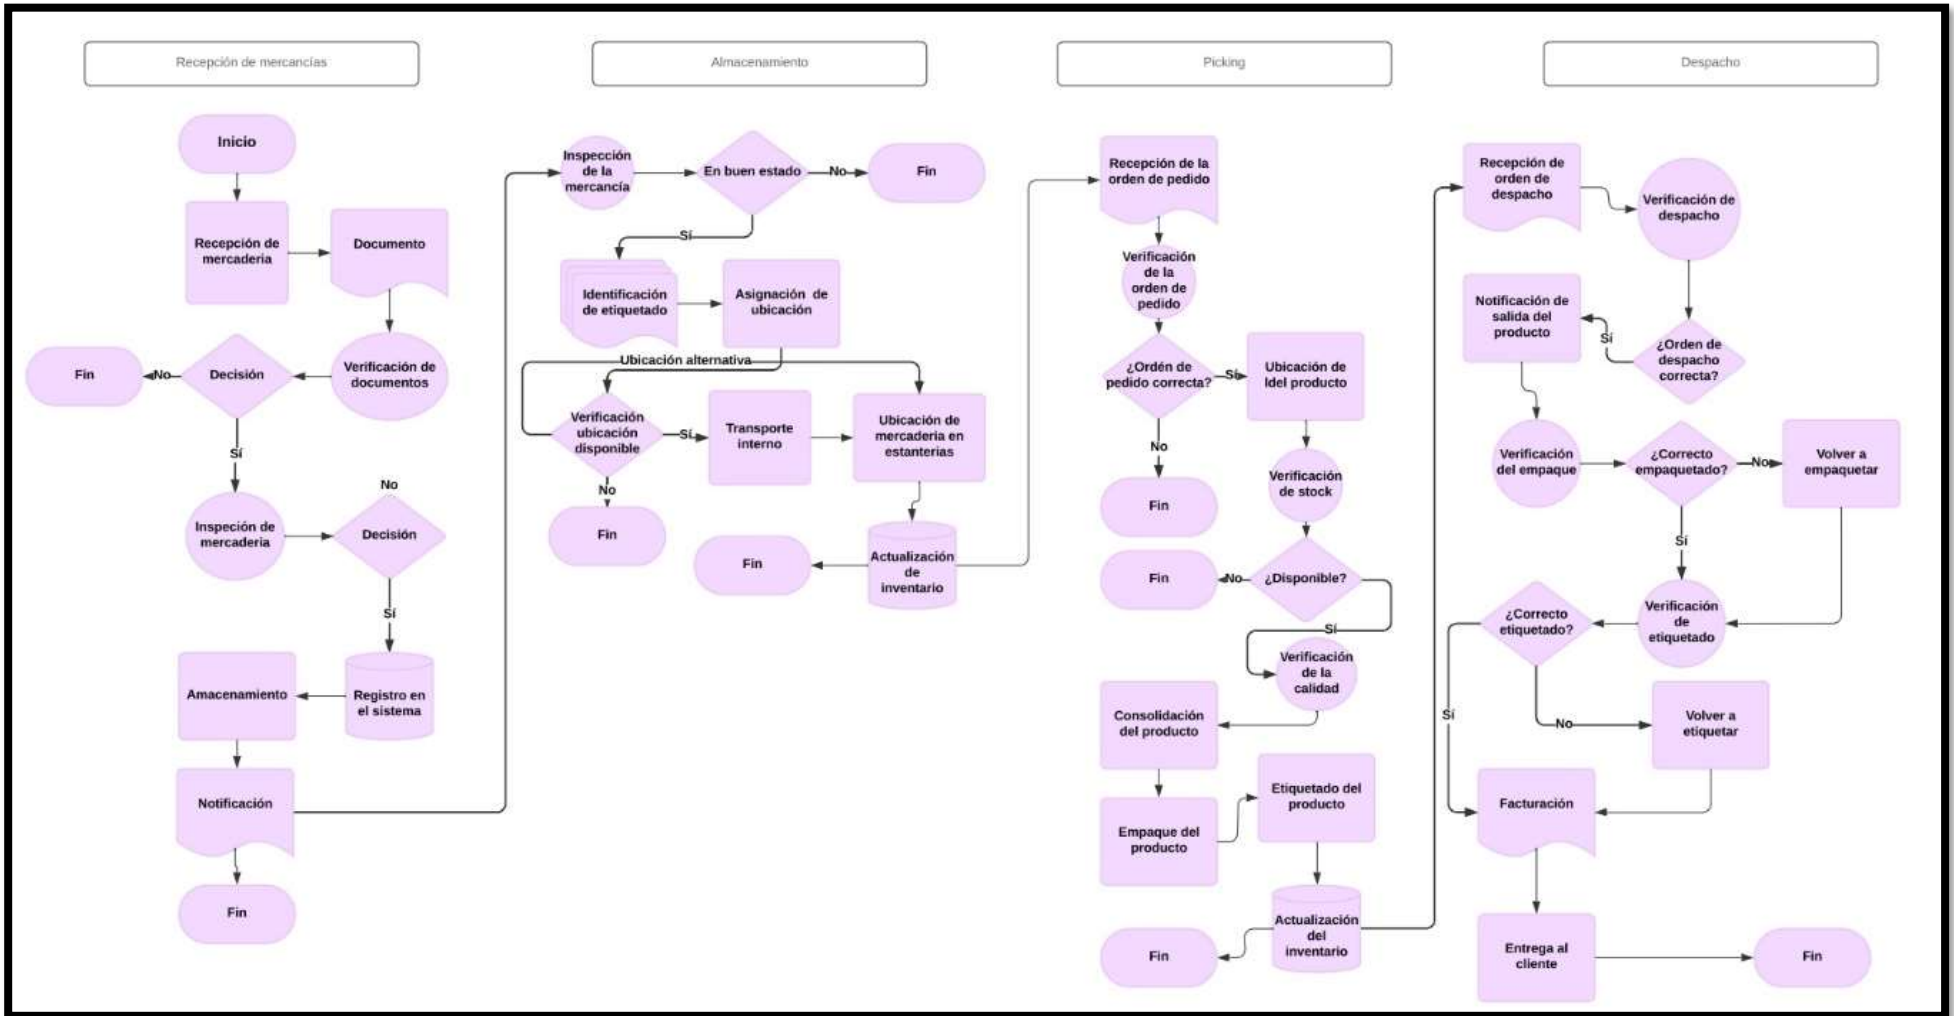 Recepción de mercancías
Inicio
Recepción de
mercadería
Documento
Verificación de
documentos
Decisión
No
Fin
Sí
Inspeción de
mercadería
Decisión
No
Sí
Registro en
el sistema
Amacenamiento
Notificación
Fin
Almacenamiento
Inspección
de la
mercancía
En buen estado
No
Fin
Sí
Identificación
de etiquetado
Asignación de
ubicación
Ubicación alternativa
Verificación
ubicación
disponible
Sí
Transporte
interno
Ubicación de
mercadería en
estanterías
No
Fin
Actualización
de
inventario
Fin
Picking
Recepción de la
orden de pedido
Verificación
de la
orden de
pedido
¿Ordén de
pedido correcta?
Sí
Ubicación de
ldel producto
No
Fin
Verificación
de stock
¿Disponible?
No
Fin
Sí
Verificación
de la
calidad
Consolidación
del producto
Empaque del
producto
Etiquetado del
producto
Actualización
del
inventario
Fin
Despacho
Recepción de
orden de
despacho
Verificación de
despacho
¿Orden de
despacho
correcta?
Sí
Notificación de
salida del
producto
Verificación
del empaque
¿Correcto
empaquetado?
No
Volver a
empaquetar
Sí
Verificación
de
etiquetado
¿Correcto
etiquetado?
Sí
No
Volver a
etiquetar
Facturación
Entrega al
cliente
Fin